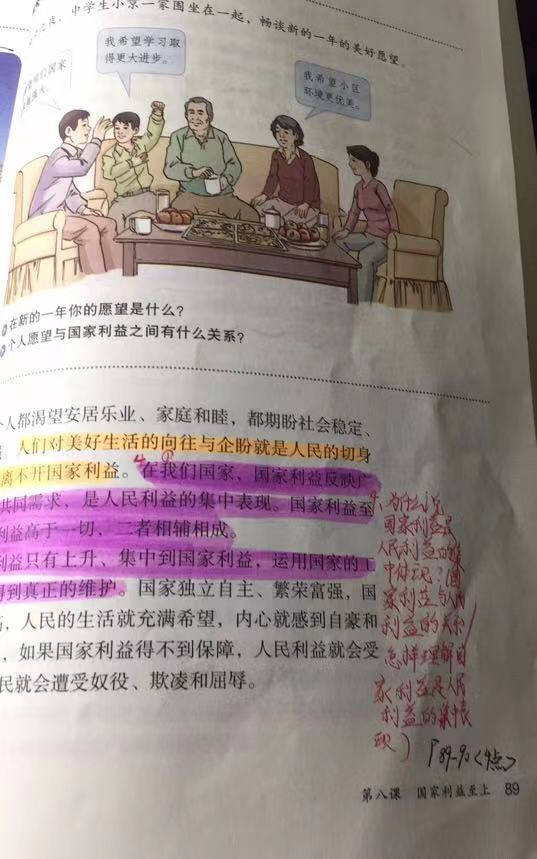 中学生小京一家围坐在一起，畅谈新的一年的美好愿望。
我希望学习取
得更大进步。
我希望小区
环境更优美。
在新的一年你的愿望是什么？
个人愿望与国家利益之间有什么关系？
人都渴望安居乐业、家庭和睦，都期盼社会稳定、
人们对美好生活的向往与企盼就是人民的切身
离不开国家利益。在我们国家，国家利益反映广
共同需求，是人民利益的集中表现。国家利益至
利益高于一切，二者相辅相成。
利益只有上升、集中到国家利益，运用国家的
得到真正的维护。国家独立自主、繁荣富强，国
，人民的生活就充满希望，内心就感到自豪和
，如果国家利益得不到保障，人民利益就会受
民就会遭受奴役、欺凌和屈辱。
为什么说
国家利益是
人民利益的集
中体现？（国
家利益与人民
利益的关系
怎样理解国
家利益是人民
利益的集中表
现）
P89-90（4点）
第八课 国家利益至上 89